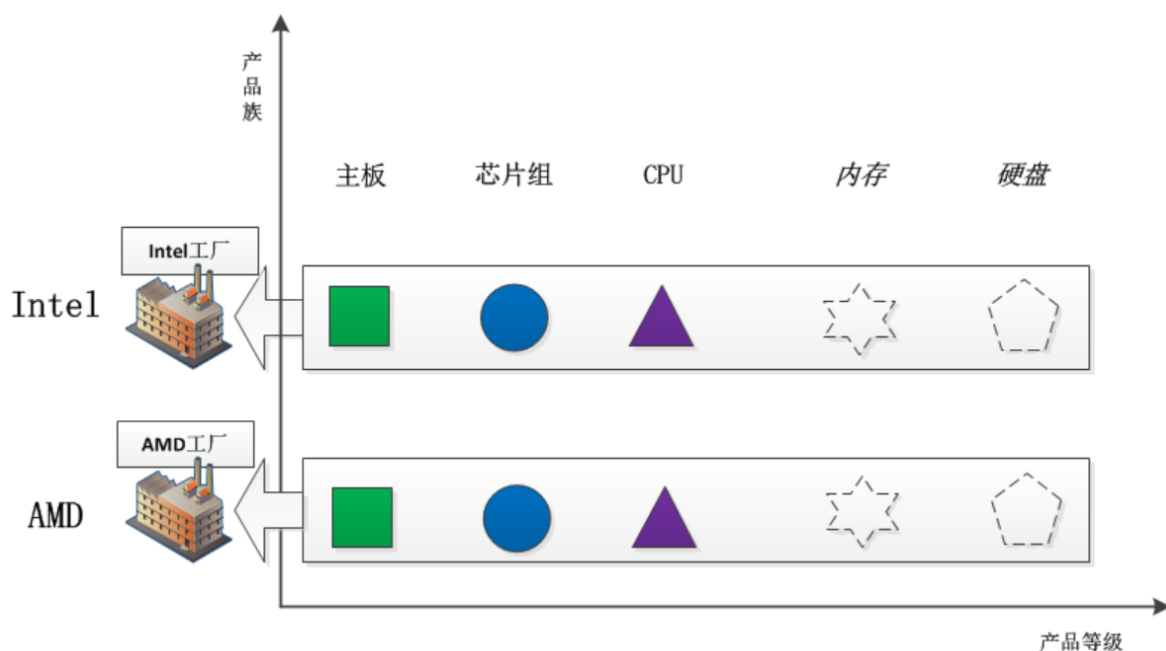 产
品
族
主板 芯片组 CPU 内存 硬盘
Intel工厂
Intel
AMD工厂
AMD
产品等级